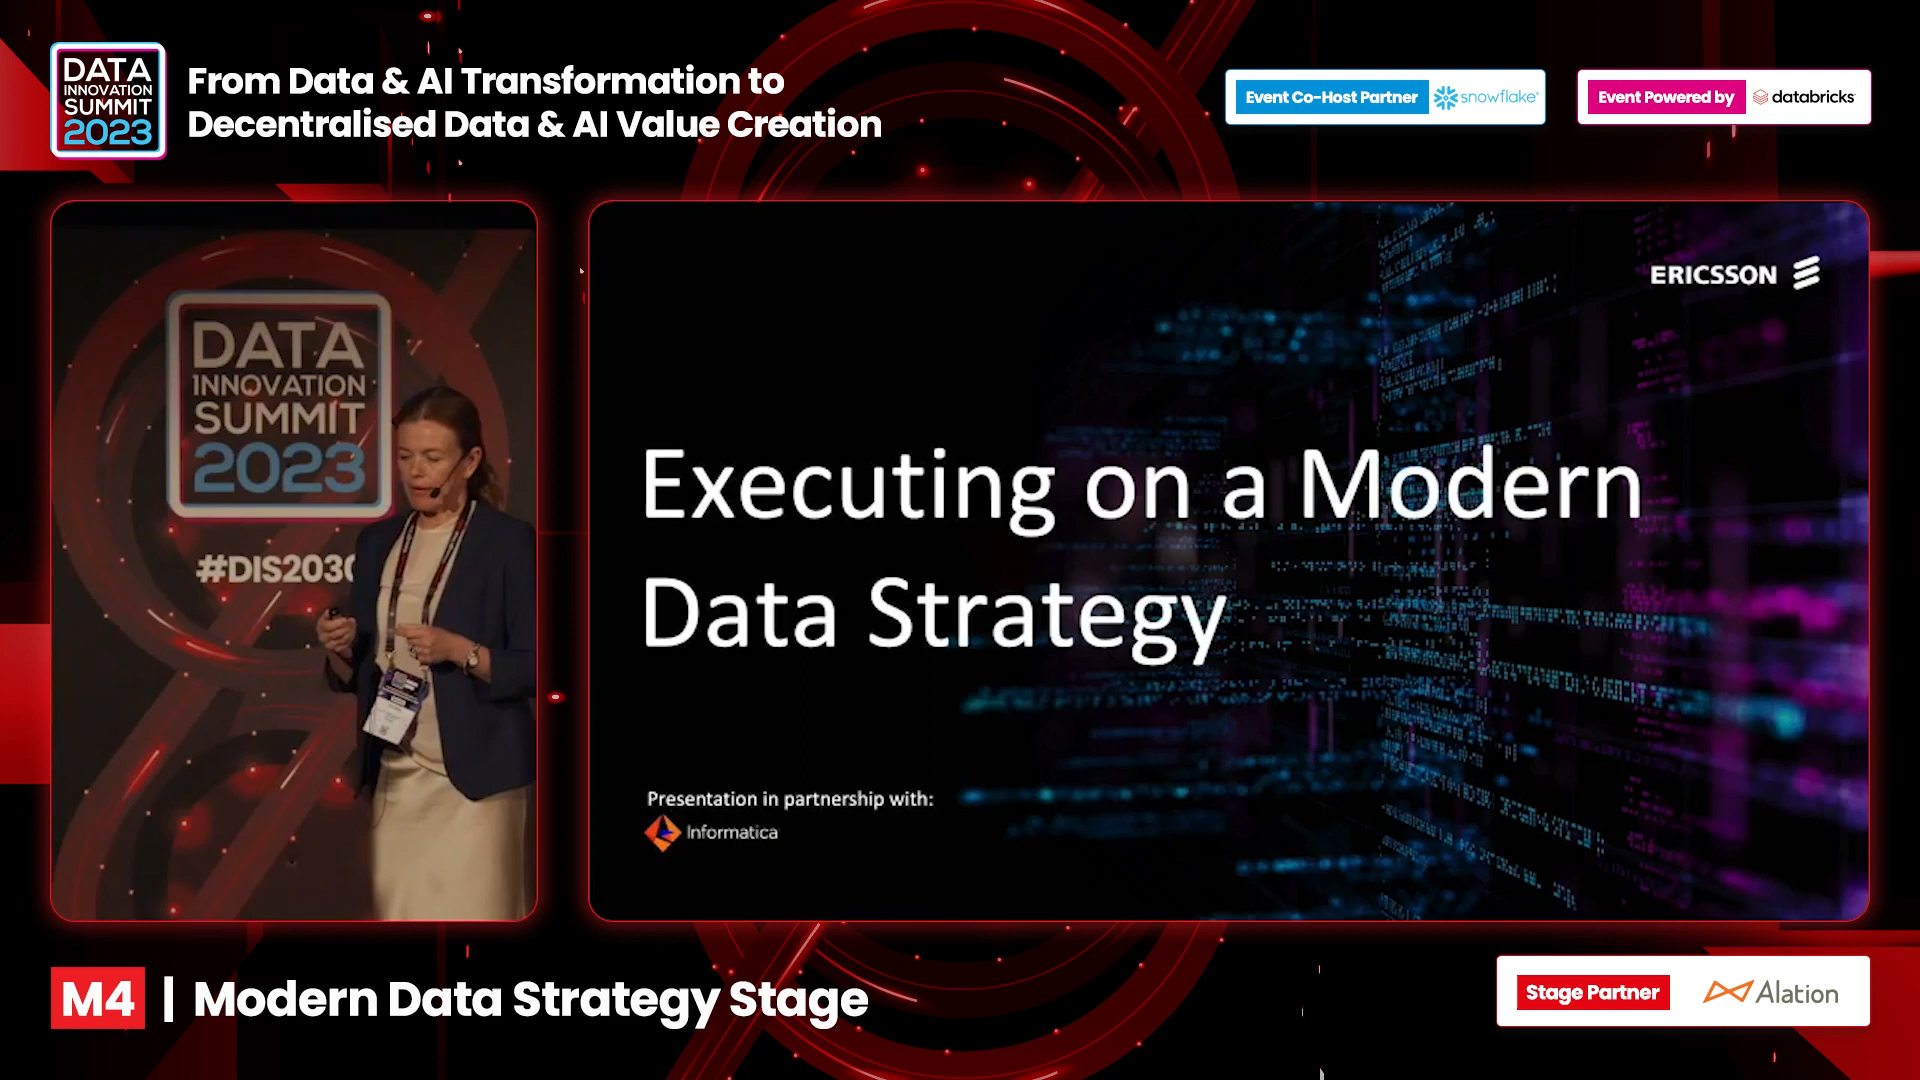 DATA
INNOVATION
SUMMIT
2023
From Data & AI Transformation to
Decentralised Data & AI Value Creation
Event Co-Host Partner
snowflake
Event Powered by
databricks
DATA
INNOVATION
SUMMIT
2023
#DIS2030
ERICSSON
Executing on a Modern
Data Strategy
Presentation in partnership with:
Informatica
M4 | Modern Data Strategy Stage
Stage Partner
Alation